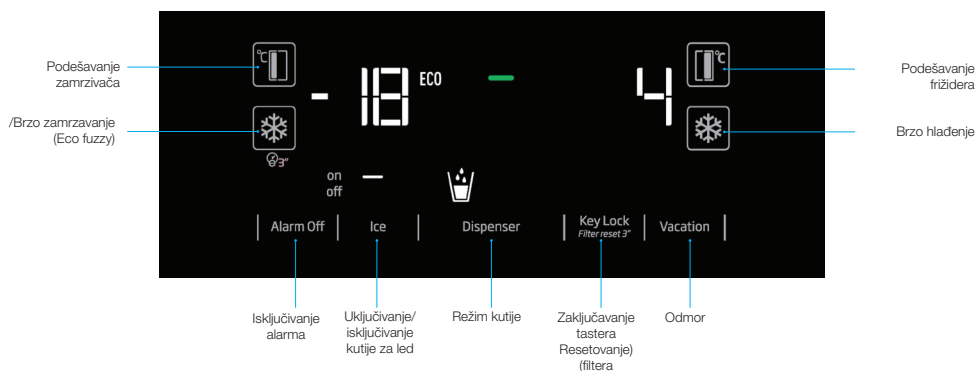 Podešavanje
zamrzivača
/Brzo zamrzavanje
(Eco fuzzy)
°C
- 18 ECO
4
°C
3"
on
off
Alarm Off
Ice
Dispenser
Key Lock
Filter reset 3"
Vacation
Podešavanje
frižidera
Brzo hlađenje
Isključivanje
alarma
Uključivanje/
isključivanje
kutije za led
Režim kutije
Zaključavanje
tastera
Resetovanje)
(filtera
Odmor